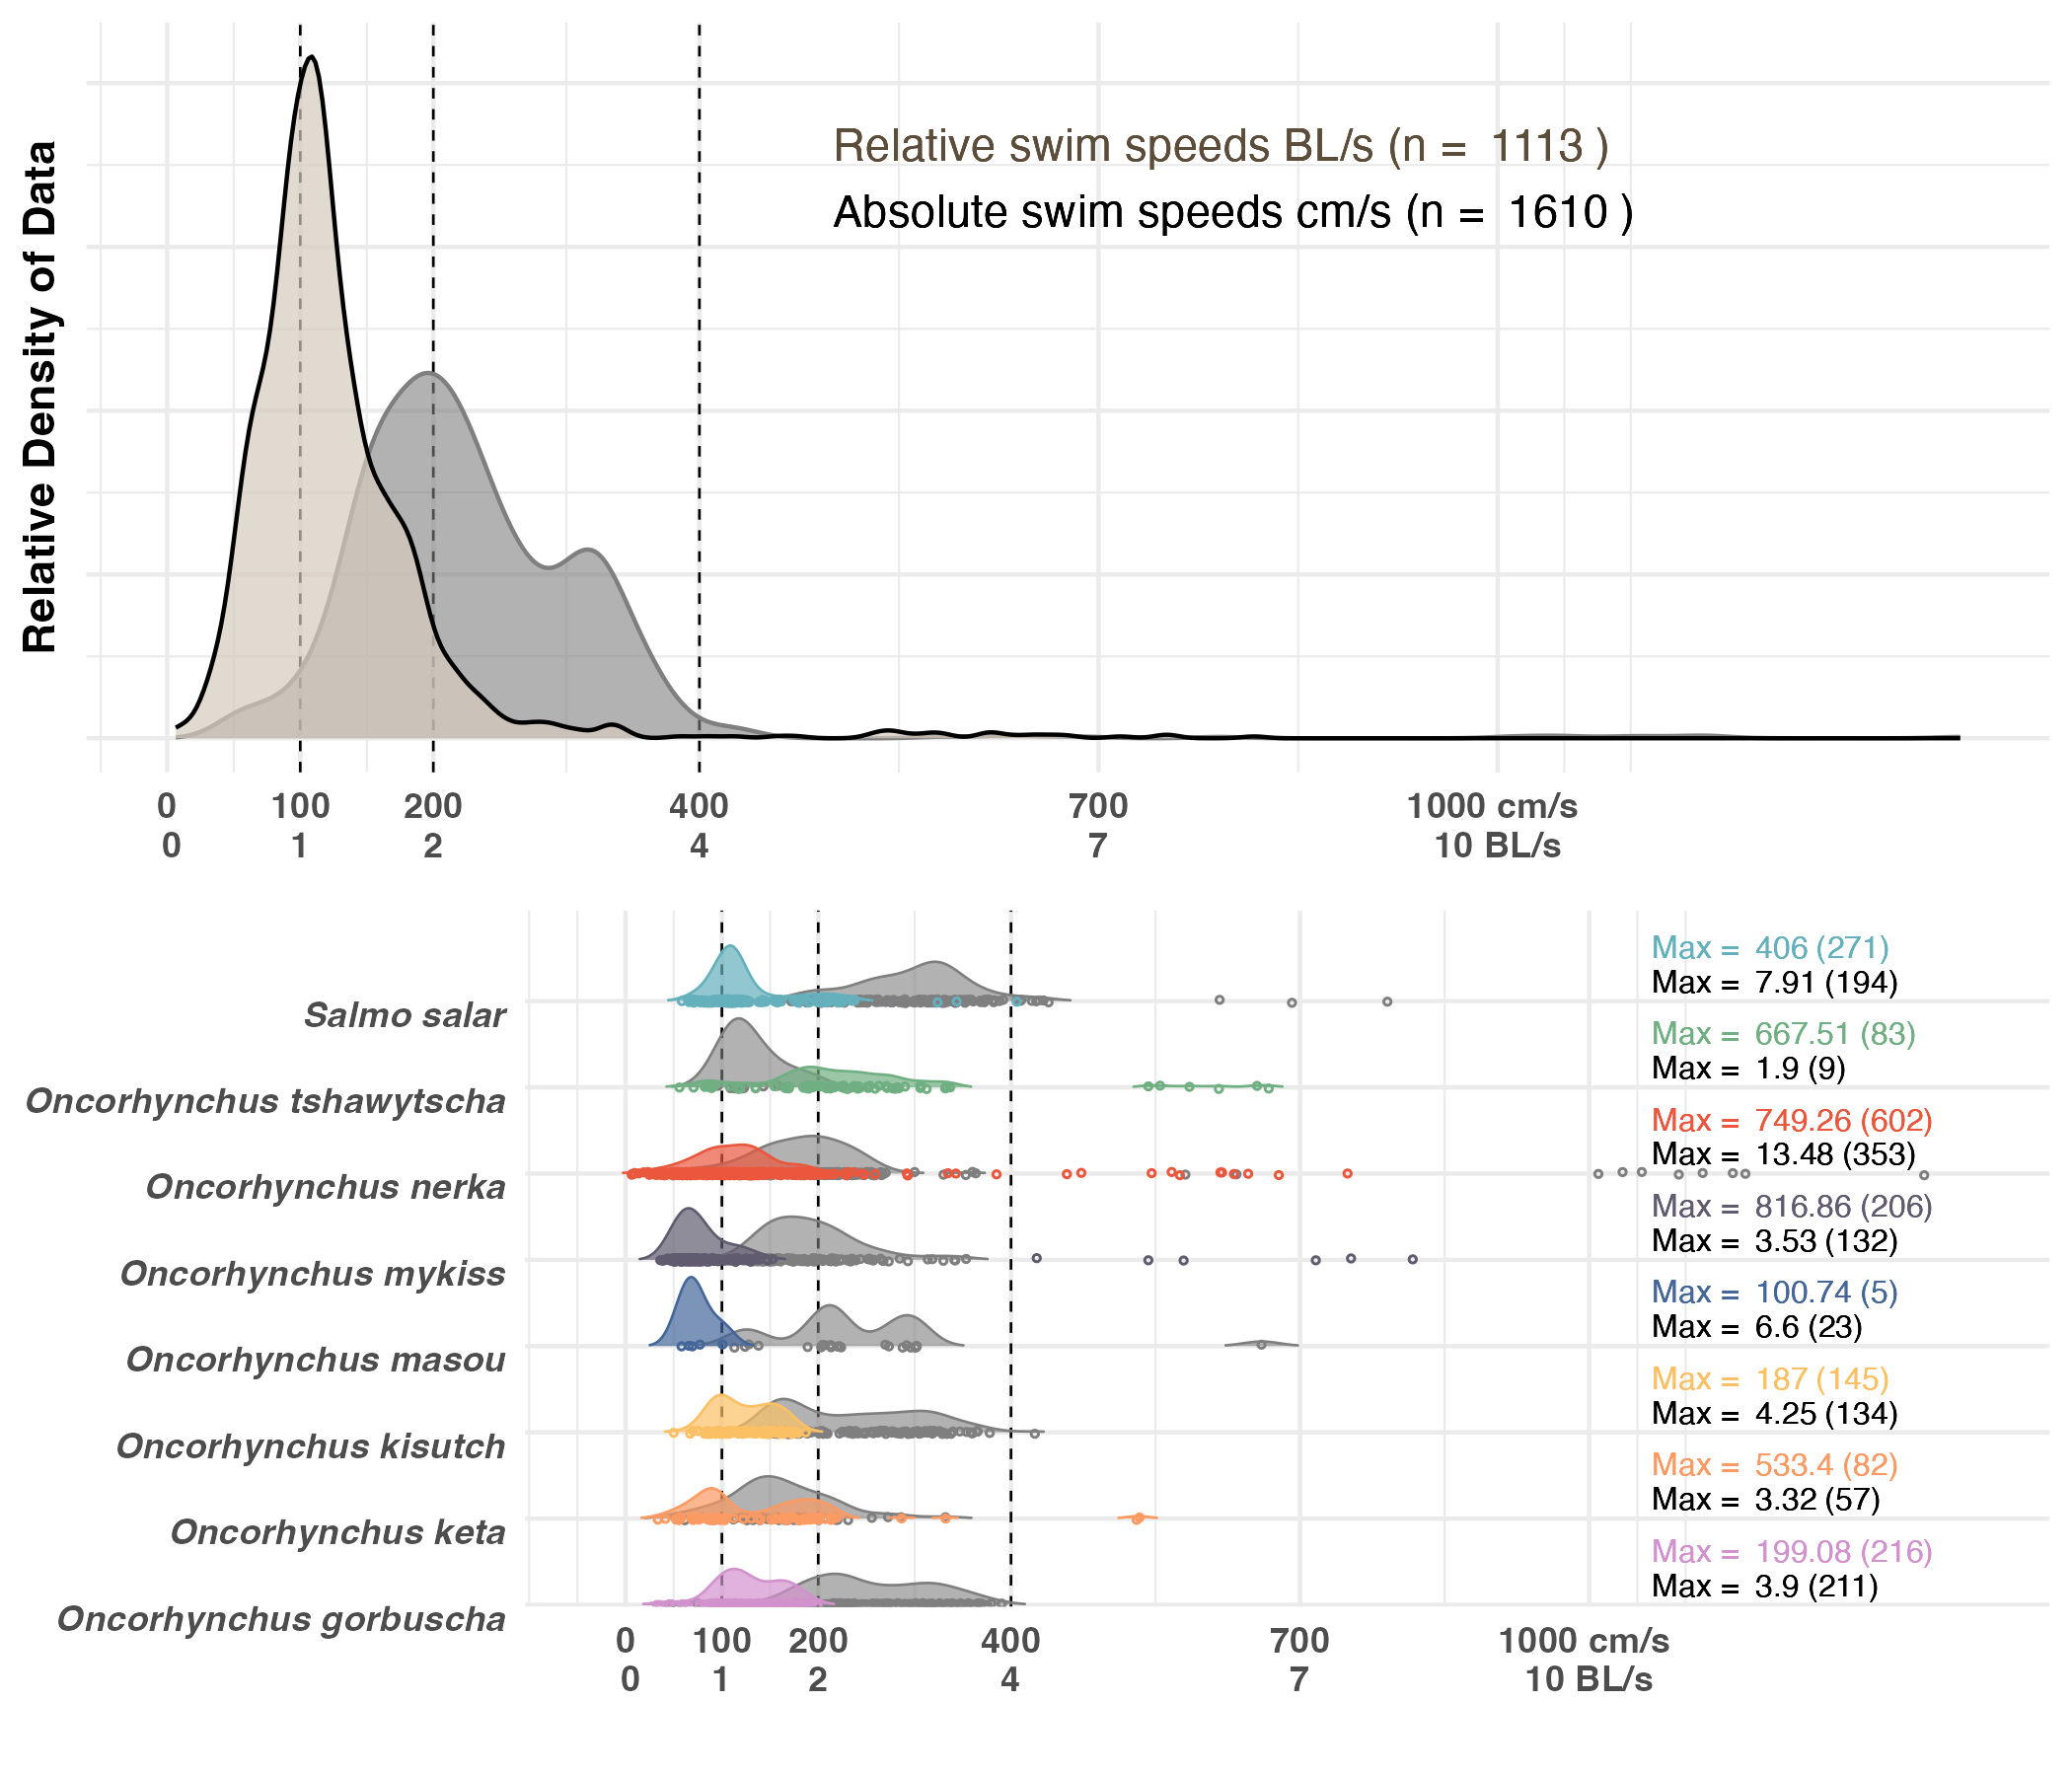 Relative Density of Data
Relative swim speeds BL/s (n = 1113 )
Absolute swim speeds cm/s (n = 1610 )
0 100 200 400 700 1000 cm/s
0 1 2 4 7 10 BL/s
Max = 406 (271)
Max = 7.91 (194)
Salmo salar
Max = 667.51 (83)
Max = 1.9 (9)
Oncorhynchus tshawytscha
Max = 749.26 (602)
Max = 13.48 (353)
Oncorhynchus nerka
Max = 816.86 (206)
Max = 3.53 (132)
Oncorhynchus mykiss
Max = 100.74 (5)
Max = 6.6 (23)
Oncorhynchus masou
Max = 187 (145)
Max = 4.25 (134)
Oncorhynchus kisutch
Max = 533.4 (82)
Max = 3.32 (57)
Oncorhynchus keta
Max = 199.08 (216)
Max = 3.9 (211)
Oncorhynchus gorbuscha
0 100 200 400 700 1000 cm/s
0 1 2 4 7 10 BL/s